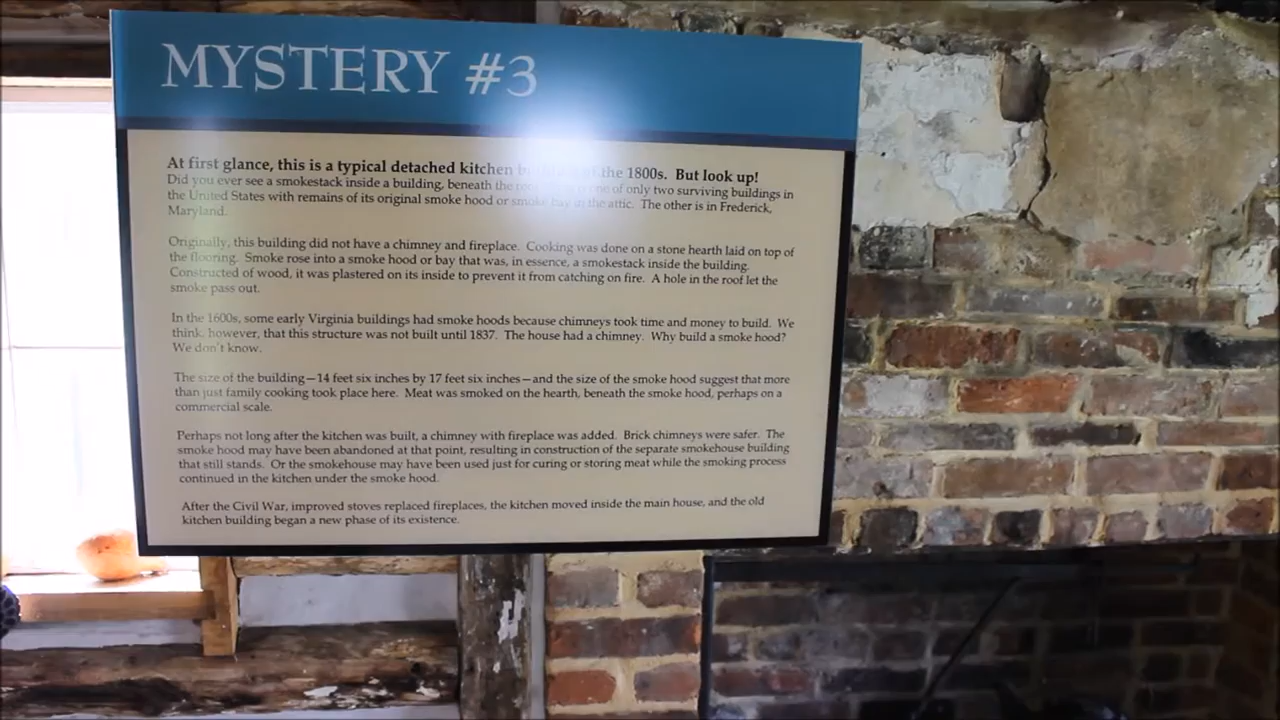 MYSTERY #3
At first glance, this is a typical detached kitchen of the 1800s. But look up!
Did you ever see a smokestack inside a building, beneath the one of only two surviving buildings in
the United States with remains of its original smoke hood or smoke bay in the attic. The other is in Frederick,
Maryland.
Originally, this building did not have a chimney and fireplace. Cooking was done on a stone hearth laid on top of
the flooring. Smoke rose into a smoke hood or bay that was, in essence, a smokestack inside the building.
Constructed of wood, it was plastered on its inside to prevent it from catching on fire. A hole in the roof let the
smoke pass out.
In the 1600s, some early Virginia buildings had smoke hoods because chimneys took time and money to build. We
think, however, that this structure was not built until 1837. The house had a chimney. Why build a smoke hood?
We don't know.
The size of the building—14 feet six inches by 17 feet six inches—and the size of the smoke hood suggest that more
than just family cooking took place here. Meat was smoked on the hearth, beneath the smoke hood, perhaps on a
commercial scale.
Perhaps not long after the kitchen was built, a chimney with fireplace was added. Brick chimneys were safer. The
smoke hood may have been abandoned at that point, resulting in construction of the separate smokehouse building
that still stands. Or the smokehouse may have been used just for curing or storing meat while the smoking process
continued in the kitchen under the smoke hood.
After the Civil War, improved stoves replaced fireplaces, the kitchen moved inside the main house, and the old
kitchen building began a new phase of its existence.